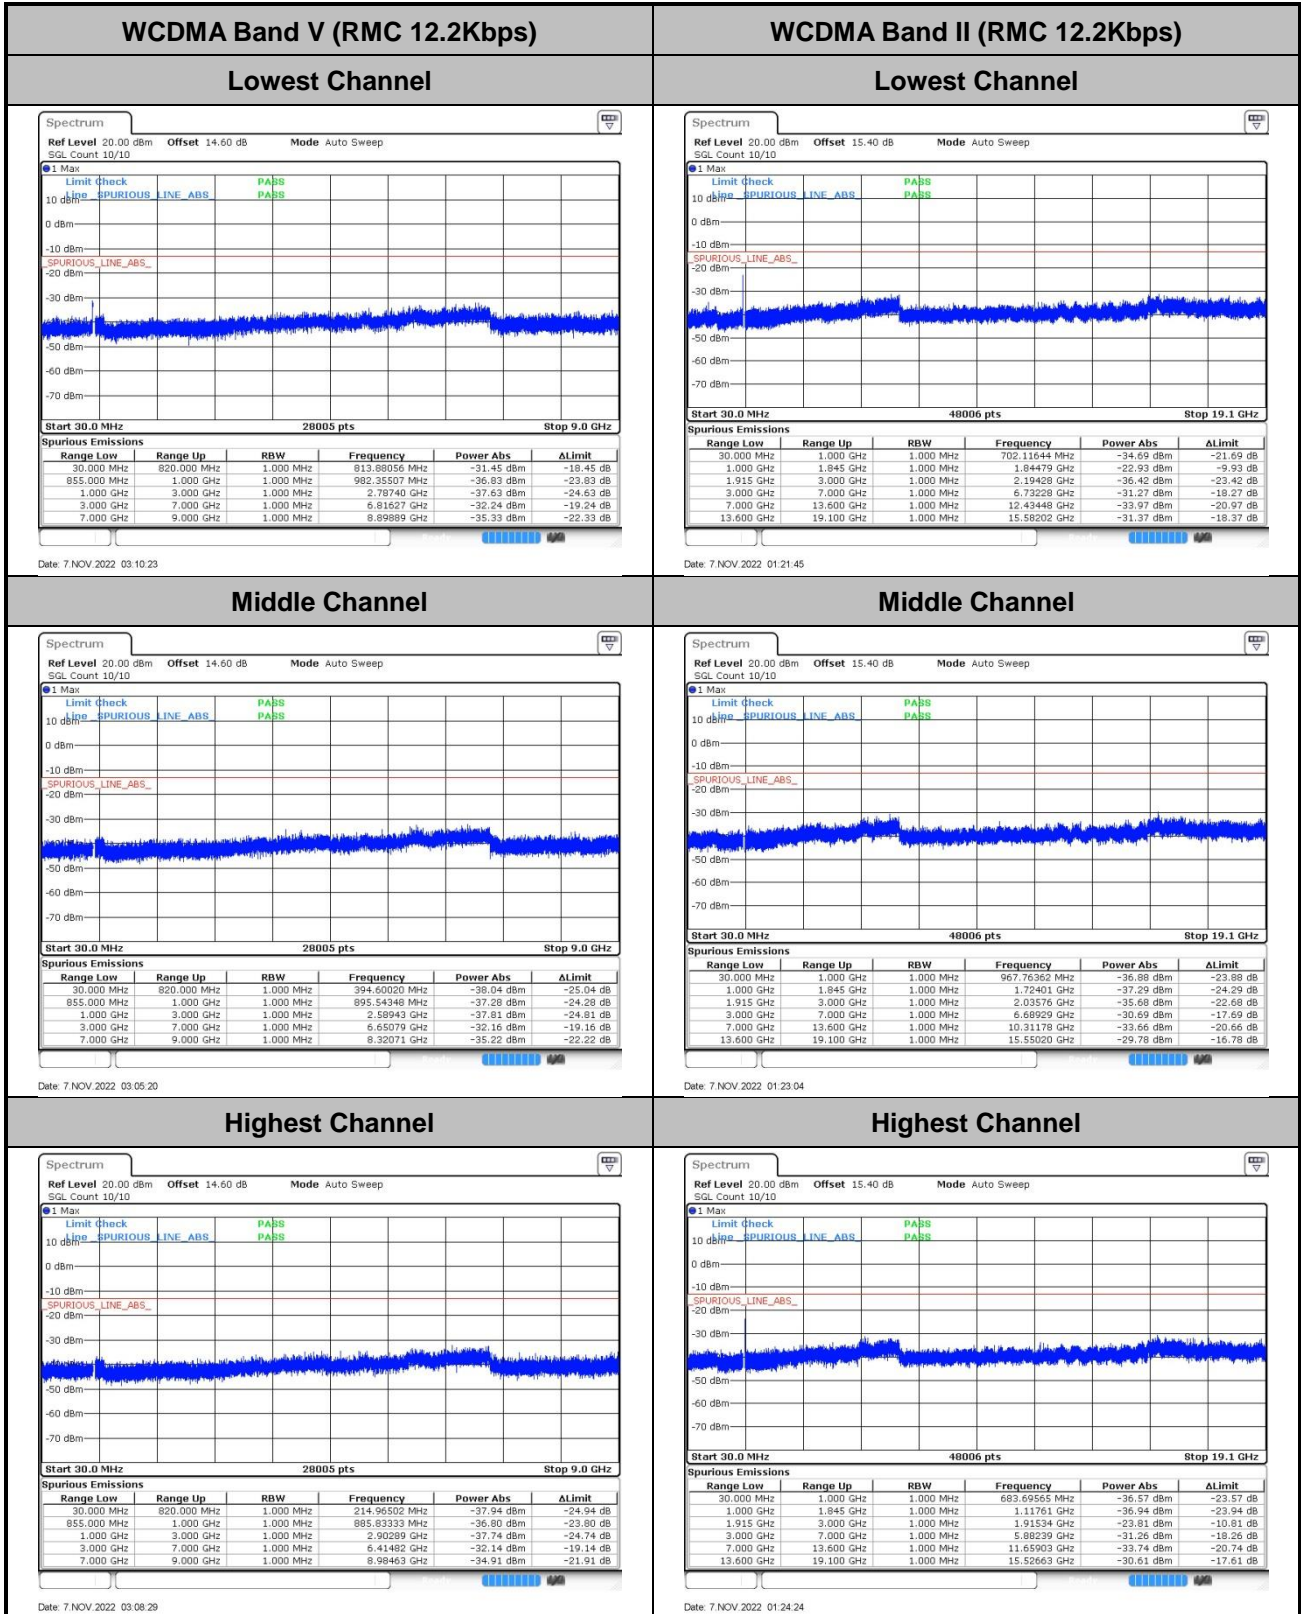 WCDMA Band V (RMC 12.2Kbps)
WCDMA Band II (RMC 12.2Kbps)
Lowest Channel
Lowest Channel
Spectrum
Ref Level 20.00 dBm Offset 14.60 dB Mode Auto Sweep
SGL Count 10/10
1 Max
Limit Check PASS
Line _SPURIOUS_LINE_ABS_ PASS
10 dBm
0 dBm
-10 dBm
_SPURIOUS_LINE_ABS_
-20 dBm
-30 dBm
-50 dBm
-60 dBm
-70 dBm
Start 30.0 MHz 28005 pts Stop 9.0 GHz
Spurious Emissions
Range Low Range Up RBW Frequency Power Abs ΔLimit
30.000 MHz 820.000 MHz 1.000 MHz 813.88056 MHz -31.45 dBm -18.45 dB
855.000 MHz 1.000 GHz 1.000 MHz 982.35507 MHz -36.83 dBm -23.83 dB
1.000 GHz 3.000 GHz 1.000 MHz 2.78740 GHz -37.63 dBm -24.63 dB
3.000 GHz 7.000 GHz 1.000 MHz 6.81627 GHz -32.24 dBm -19.24 dB
7.000 GHz 9.000 GHz 1.000 MHz 8.89889 GHz -35.33 dBm -22.33 dB
Date: 7.NOV.2022 03:10:23
Spectrum
Ref Level 20.00 dBm Offset 15.40 dB Mode Auto Sweep
SGL Count 10/10
1 Max
Limit Check PASS
Line _SPURIOUS_LINE_ABS_ PASS
10 dBm
0 dBm
-10 dBm
_SPURIOUS_LINE_ABS_
-20 dBm
-30 dBm
-50 dBm
-60 dBm
-70 dBm
Start 30.0 MHz 48006 pts Stop 19.1 GHz
Spurious Emissions
Range Low Range Up RBW Frequency Power Abs ΔLimit
30.000 MHz 1.000 GHz 1.000 MHz 702.11644 MHz -34.69 dBm -21.69 dB
1.000 GHz 1.845 GHz 1.000 MHz 1.84479 GHz -22.93 dBm -9.93 dB
1.915 GHz 3.000 GHz 1.000 MHz 2.19428 GHz -36.42 dBm -23.42 dB
3.000 GHz 7.000 GHz 1.000 MHz 6.73228 GHz -31.27 dBm -18.27 dB
7.000 GHz 13.600 GHz 1.000 MHz 12.43448 GHz -33.97 dBm -20.97 dB
13.600 GHz 19.100 GHz 1.000 MHz 15.58202 GHz -31.37 dBm -18.37 dB
Date: 7.NOV.2022 01:21:45
Middle Channel
Middle Channel
Spectrum
Ref Level 20.00 dBm Offset 14.60 dB Mode Auto Sweep
SGL Count 10/10
1 Max
Limit Check PASS
Line _SPURIOUS_LINE_ABS_ PASS
10 dBm
0 dBm
-10 dBm
_SPURIOUS_LINE_ABS_
-20 dBm
-30 dBm
-50 dBm
-60 dBm
-70 dBm
Start 30.0 MHz 28005 pts Stop 9.0 GHz
Spurious Emissions
Range Low Range Up RBW Frequency Power Abs ΔLimit
30.000 MHz 820.000 MHz 1.000 MHz 394.60020 MHz -38.04 dBm -25.04 dB
855.000 MHz 1.000 GHz 1.000 MHz 895.54348 MHz -37.28 dBm -24.28 dB
1.000 GHz 3.000 GHz 1.000 MHz 2.58943 GHz -37.81 dBm -24.81 dB
3.000 GHz 7.000 GHz 1.000 MHz 6.65079 GHz -32.16 dBm -19.16 dB
7.000 GHz 9.000 GHz 1.000 MHz 8.32071 GHz -35.22 dBm -22.22 dB
Date: 7.NOV.2022 03:05:20
Spectrum
Ref Level 20.00 dBm Offset 15.40 dB Mode Auto Sweep
SGL Count 10/10
1 Max
Limit Check PASS
Line _SPURIOUS_LINE_ABS_ PASS
10 dBm
0 dBm
-10 dBm
_SPURIOUS_LINE_ABS_
-20 dBm
-30 dBm
-50 dBm
-60 dBm
-70 dBm
Start 30.0 MHz 48006 pts Stop 19.1 GHz
Spurious Emissions
Range Low Range Up RBW Frequency Power Abs ΔLimit
30.000 MHz 1.000 GHz 1.000 MHz 967.76362 MHz -36.88 dBm -23.88 dB
1.000 GHz 1.845 GHz 1.000 MHz 1.72401 GHz -37.29 dBm -24.29 dB
1.915 GHz 3.000 GHz 1.000 MHz 2.03576 GHz -35.68 dBm -22.68 dB
3.000 GHz 7.000 GHz 1.000 MHz 6.68929 GHz -30.69 dBm -17.69 dB
7.000 GHz 13.600 GHz 1.000 MHz 10.31178 GHz -33.66 dBm -20.66 dB
13.600 GHz 19.100 GHz 1.000 MHz 15.55020 GHz -29.78 dBm -16.78 dB
Date: 7.NOV.2022 01:23:04
Highest Channel
Highest Channel
Spectrum
Ref Level 20.00 dBm Offset 14.60 dB Mode Auto Sweep
SGL Count 10/10
1 Max
Limit Check PASS
Line _SPURIOUS_LINE_ABS_ PASS
10 dBm
0 dBm
-10 dBm
_SPURIOUS_LINE_ABS_
-20 dBm
-30 dBm
-50 dBm
-60 dBm
-70 dBm
Start 30.0 MHz 28005 pts Stop 9.0 GHz
Spurious Emissions
Range Low Range Up RBW Frequency Power Abs ΔLimit
30.000 MHz 820.000 MHz 1.000 MHz 214.96502 MHz -37.94 dBm -24.94 dB
855.000 MHz 1.000 GHz 1.000 MHz 885.83333 MHz -36.80 dBm -23.80 dB
1.000 GHz 3.000 GHz 1.000 MHz 2.90289 GHz -37.74 dBm -24.74 dB
3.000 GHz 7.000 GHz 1.000 MHz 6.41482 GHz -32.14 dBm -19.14 dB
7.000 GHz 9.000 GHz 1.000 MHz 8.98463 GHz -34.91 dBm -21.91 dB
Date: 7.NOV.2022 03:08:29
Spectrum
Ref Level 20.00 dBm Offset 15.40 dB Mode Auto Sweep
SGL Count 10/10
1 Max
Limit Check PASS
Line _SPURIOUS_LINE_ABS_ PASS
10 dBm
0 dBm
-10 dBm
_SPURIOUS_LINE_ABS_
-20 dBm
-30 dBm
-50 dBm
-60 dBm
-70 dBm
Start 30.0 MHz 48006 pts Stop 19.1 GHz
Spurious Emissions
Range Low Range Up RBW Frequency Power Abs ΔLimit
30.000 MHz 1.000 GHz 1.000 MHz 683.69565 MHz -36.57 dBm -23.57 dB
1.000 GHz 1.845 GHz 1.000 MHz 1.11761 GHz -36.94 dBm -23.94 dB
1.915 GHz 3.000 GHz 1.000 MHz 1.91534 GHz -23.81 dBm -10.81 dB
3.000 GHz 7.000 GHz 1.000 MHz 5.88239 GHz -31.26 dBm -18.26 dB
7.000 GHz 13.600 GHz 1.000 MHz 11.65903 GHz -33.74 dBm -20.74 dB
13.600 GHz 19.100 GHz 1.000 MHz 15.52663 GHz -30.61 dBm -17.61 dB
Date: 7.NOV.2022 01:24:24